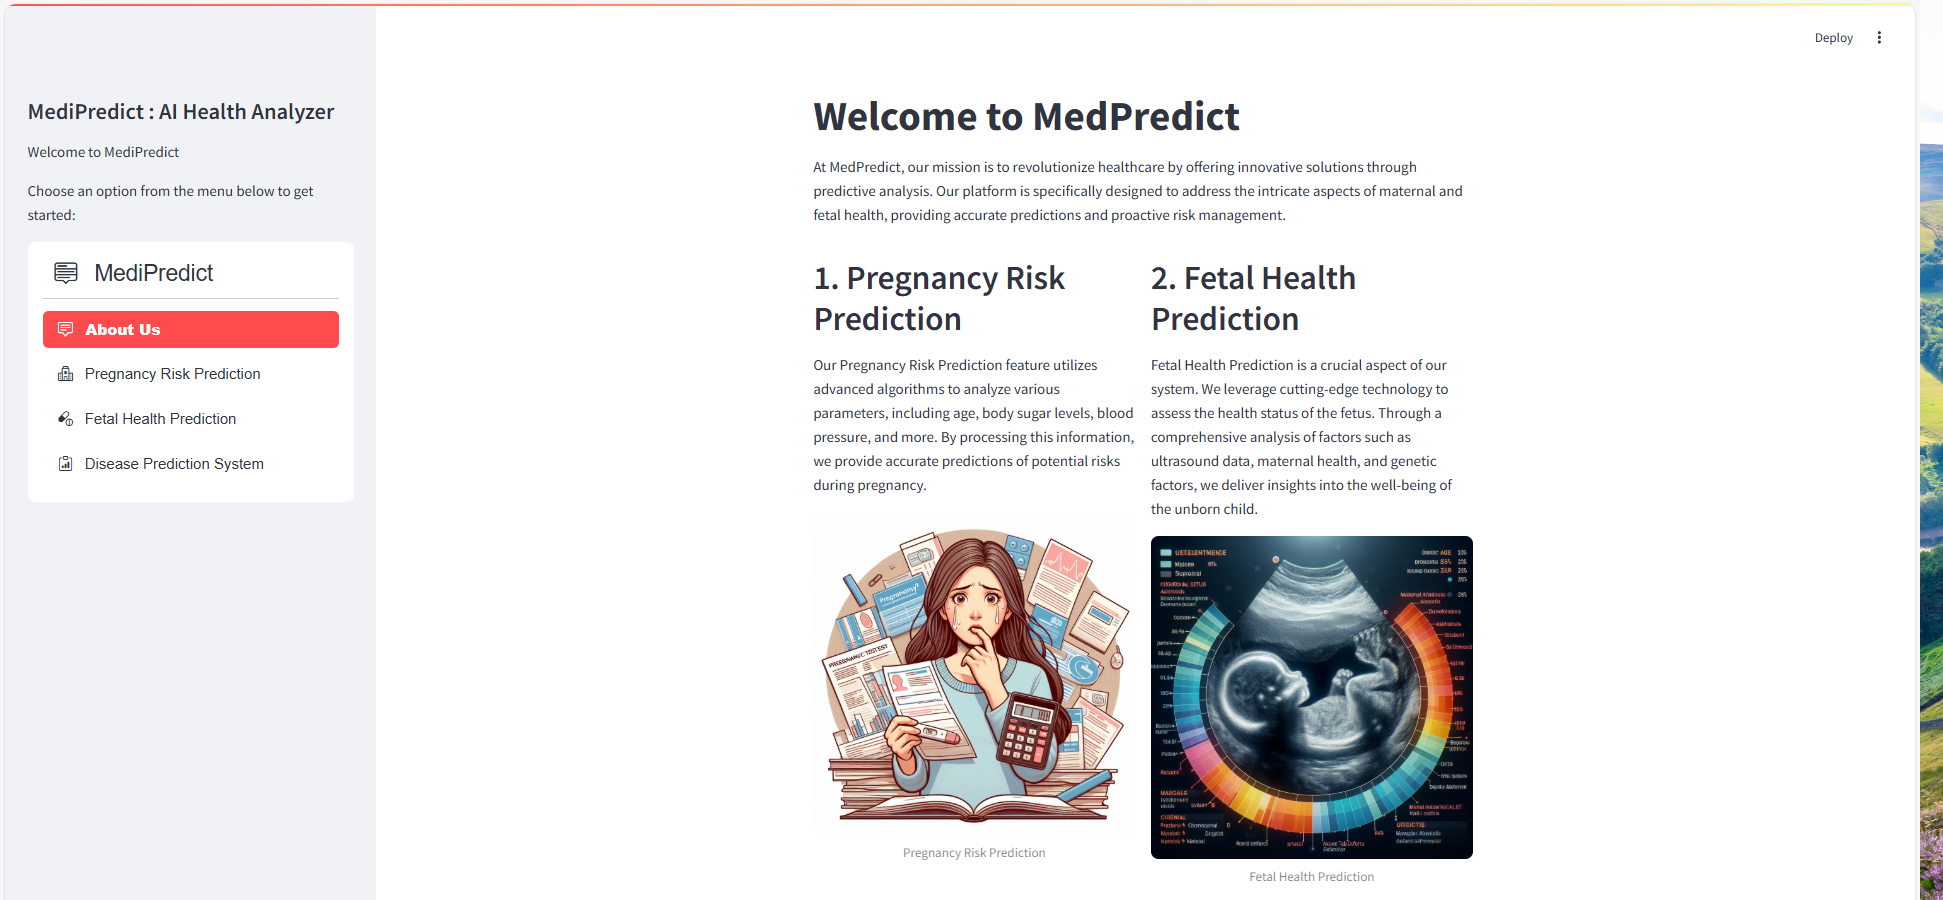 Deploy
MediPredict : AI Health Analyzer
Welcome to MediPredict
Choose an option from the menu below to get
started:
MediPredict
About Us
Pregnancy Risk Prediction
Fetal Health Prediction
Disease Prediction System
Welcome to MedPredict
At MedPredict, our mission is to revolutionize healthcare by offering innovative solutions through
predictive analysis. Our platform is specifically designed to address the intricate aspects of maternal and
fetal health, providing accurate predictions and proactive risk management.
1. Pregnancy Risk
Prediction
Our Pregnancy Risk Prediction feature utilizes
advanced algorithms to analyze various
parameters, including age, body sugar levels, blood
pressure, and more. By processing this information,
we provide accurate predictions of potential risks
during pregnancy.
Pregnancy Risk Prediction
2. Fetal Health
Prediction
Fetal Health Prediction is a crucial aspect of our
system. We leverage cutting-edge technology to
assess the health status of the fetus. Through a
comprehensive analysis of factors such as
ultrasound data, maternal health, and genetic
factors, we deliver insights into the well-being of
the unborn child.
Fetal Health Prediction